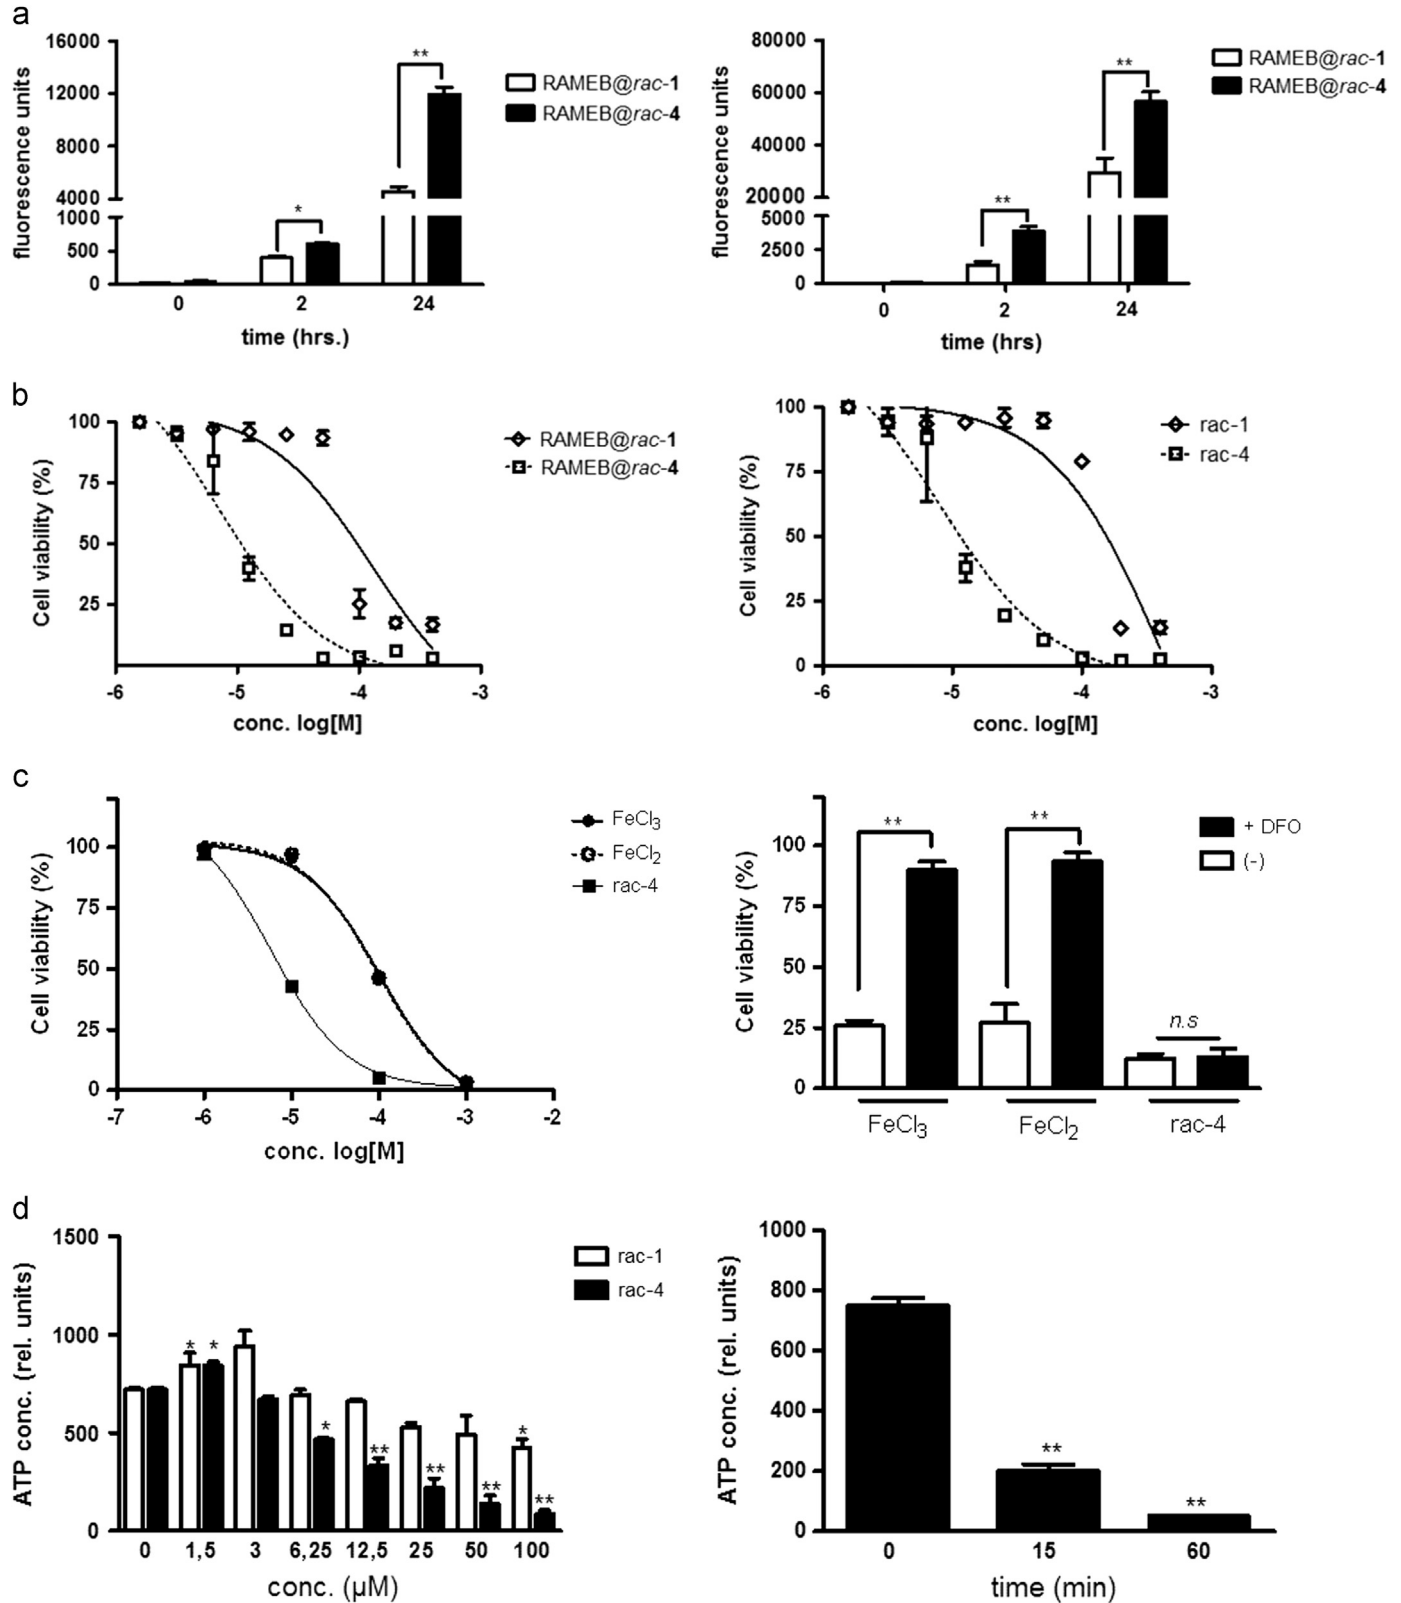 a
16000
12000
8000
4000
1000
500
0
fluorescence units
*
**
0 2 24
time (hrs.)
RAMEB@rac-1
RAMEB@rac-4
80000
60000
40000
20000
5000
2500
0
fluorescence units
**
**
0 2 24
time (hrs)
RAMEB@rac-1
RAMEB@rac-4
b
100
75
50
25
Cell viability (%)
-6 -5 -4 -3
conc. log[M]
RAMEB@rac-1
RAMEB@rac-4
100
75
50
25
0
Cell viability (%)
-6 -5 -4 -3
conc. log[M]
rac-1
rac-4
c
100
75
50
25
0
Cell viability (%)
-7 -6 -5 -4 -3 -2
conc. log[M]
FeCl3
FeCl2
rac-4
100
75
50
25
0
Cell viability (%)
**
**
n.s
FeCl3 FeCl2 rac-4
+ DFO
(-)
d
1500
1000
500
0
ATP conc. (rel. units)
* *
*
**
**
**
*
**
0 1,5 3 6,25 12,5 25 50 100
conc. (µM)
rac-1
rac-4
1000
800
600
400
200
0
ATP conc. (rel. units)
**
**
0 15 60
time (min)